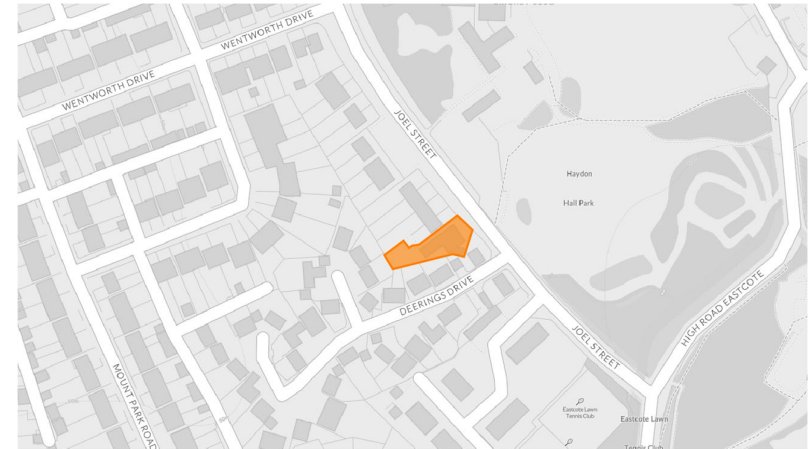 WENTWORTH DRIVE
WENTWORTH DRIVE
JOEL STREET
Haydon
Hall Park
HIGH ROAD EASTCOTE
DEERINGS DRIVE
JOEL STREET
MOUNT PARK ROAD
Eastcote Lawn
Tennis Club
Eastcote Lawn
Tennis Club